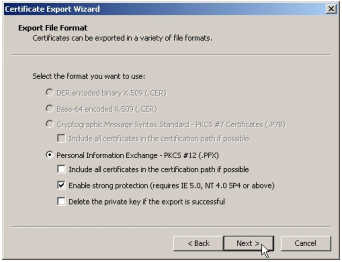 Certificate Export Wizard
Export File Format
Certificates can be exported in a variety of file formats.
Select the format you want to use:
DER encoded binary X.509 (.CER)
Base-64 encoded X.509 (.CER)
Cryptographic Message Syntax Standard - PKCS #7 Certificates (.P7B)
Include all certificates in the certification path if possible
Personal Information Exchange - PKCS #12 (.PFX)
Include all certificates in the certification path if possible
Enable strong protection (requires IE 5.0, NT 4.0 SP4 or above)
Delete the private key if the export is successful
< Back Next > Cancel